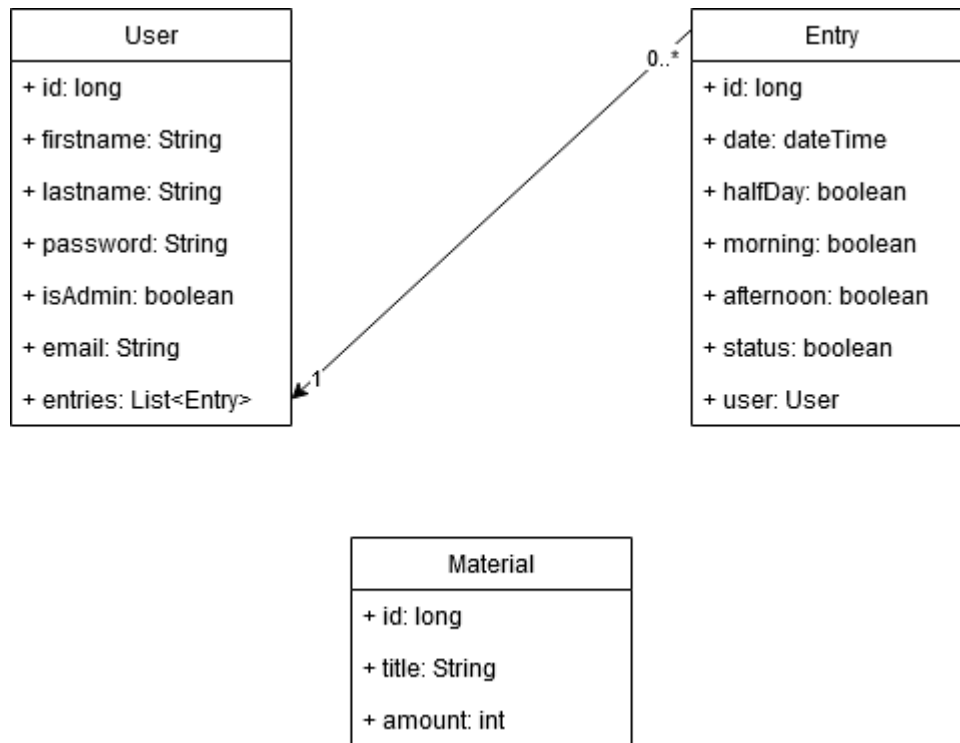 User
+ id: long
+ firstname: String
+ lastname: String
+ password: String
+ isAdmin: boolean
+ email: String
+ entries: List<Entry>
0..*
1
Entry
+ id: long
+ date: dateTime
+ halfDay: boolean
+ morning: boolean
+ afternoon: boolean
+ status: boolean
+ user: User
Material
+ id: long
+ title: String
+ amount: int